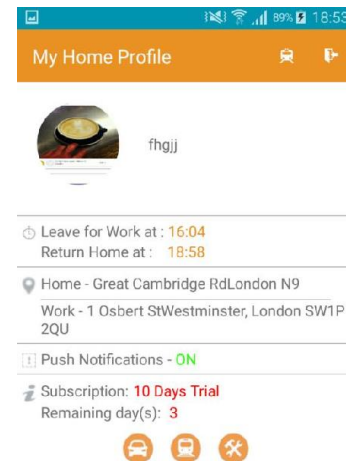 89% 18:53
My Home Profile
fhgjj
Leave for Work at : 16:04
Return Home at : 18:58
Home - Great Cambridge RdLondon N9
Work - 1 Osbert StWestminster, London SW1P
2QU
Push Notifications - ON
Subscription: 10 Days Trial
Remaining day(s): 3